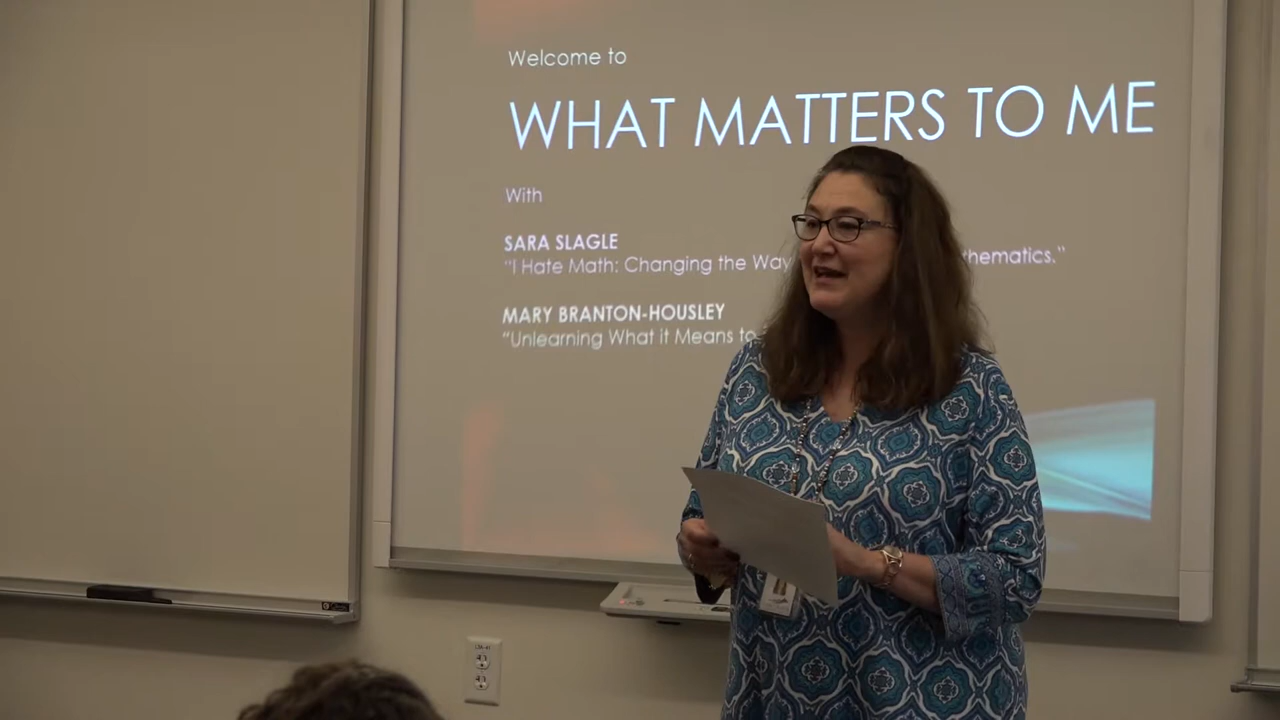 Welcome to
WHAT MATTERS TO ME
With
SARA SLAGLE
“I Hate Math: Changing the Way thematics.”
MARY BRANTON-HOUSLEY
“Unlearning What it Means to